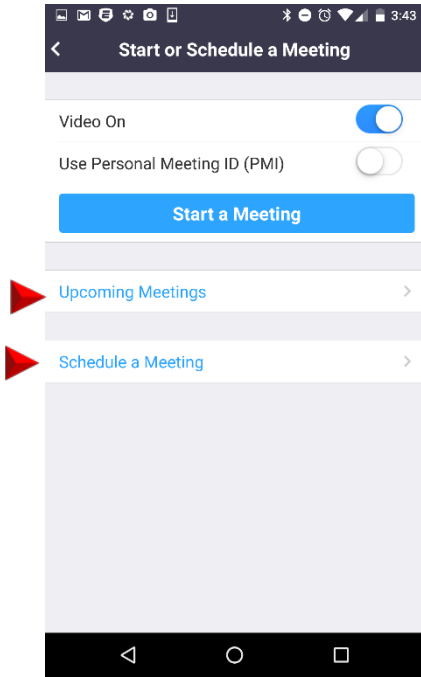 3:43
Start or Schedule a Meeting
Video On
Use Personal Meeting ID (PMI)
Start a Meeting
Upcoming Meetings
Schedule a Meeting